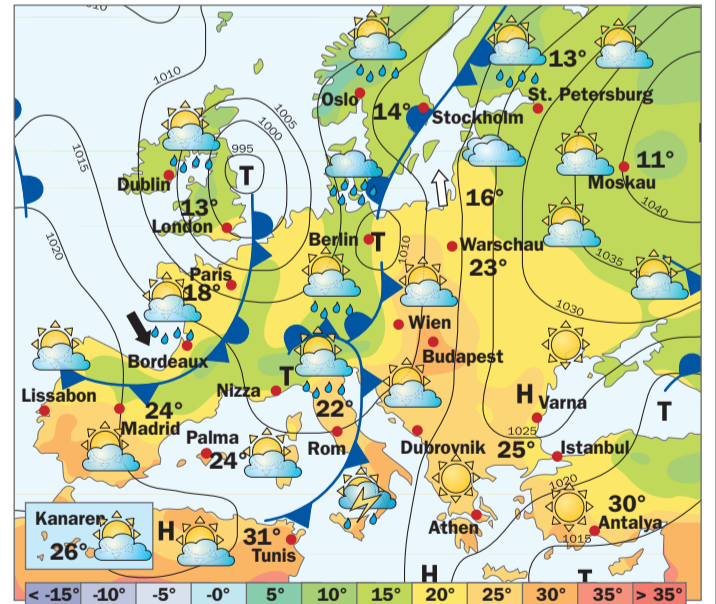 010
1010
1005
1000
995
1015
1020
T
Oslo
14°
Stockholm
13°
St. Petersburg
11°
Moskau
1040
1035
1030
Dublin
13°
London
16°
Berlin
T
1010
Warschau
23°
Paris
18°
Wien
Budapest
Bordeaux
Nizza
T
Lissabon
24°
Madrid
22°
Rom
Palma
24°
Dubrovnik
H
Varna
1025
25°
Istanbul
T
1020
Kanaren
26°
H
31°
Tunis
Athen
30°
Antalya
1015
H
T
< -15° -10° -5° -0° 5° 10° 15° 20° 25° 30° 35° > 35°